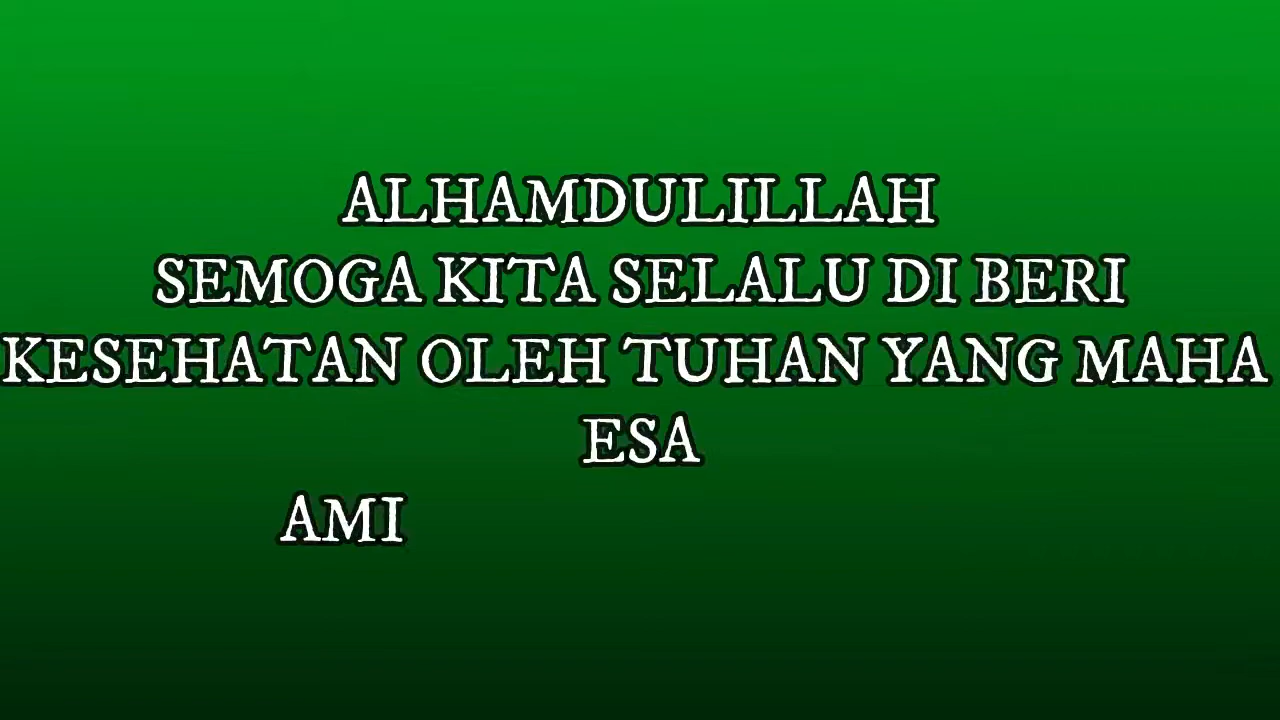 ALHAMDULILLAH
SEMOGA KITA SELALU DI BERI
KESEHATAN OLEH TUHAN YANG MAHA
ESA
AMI